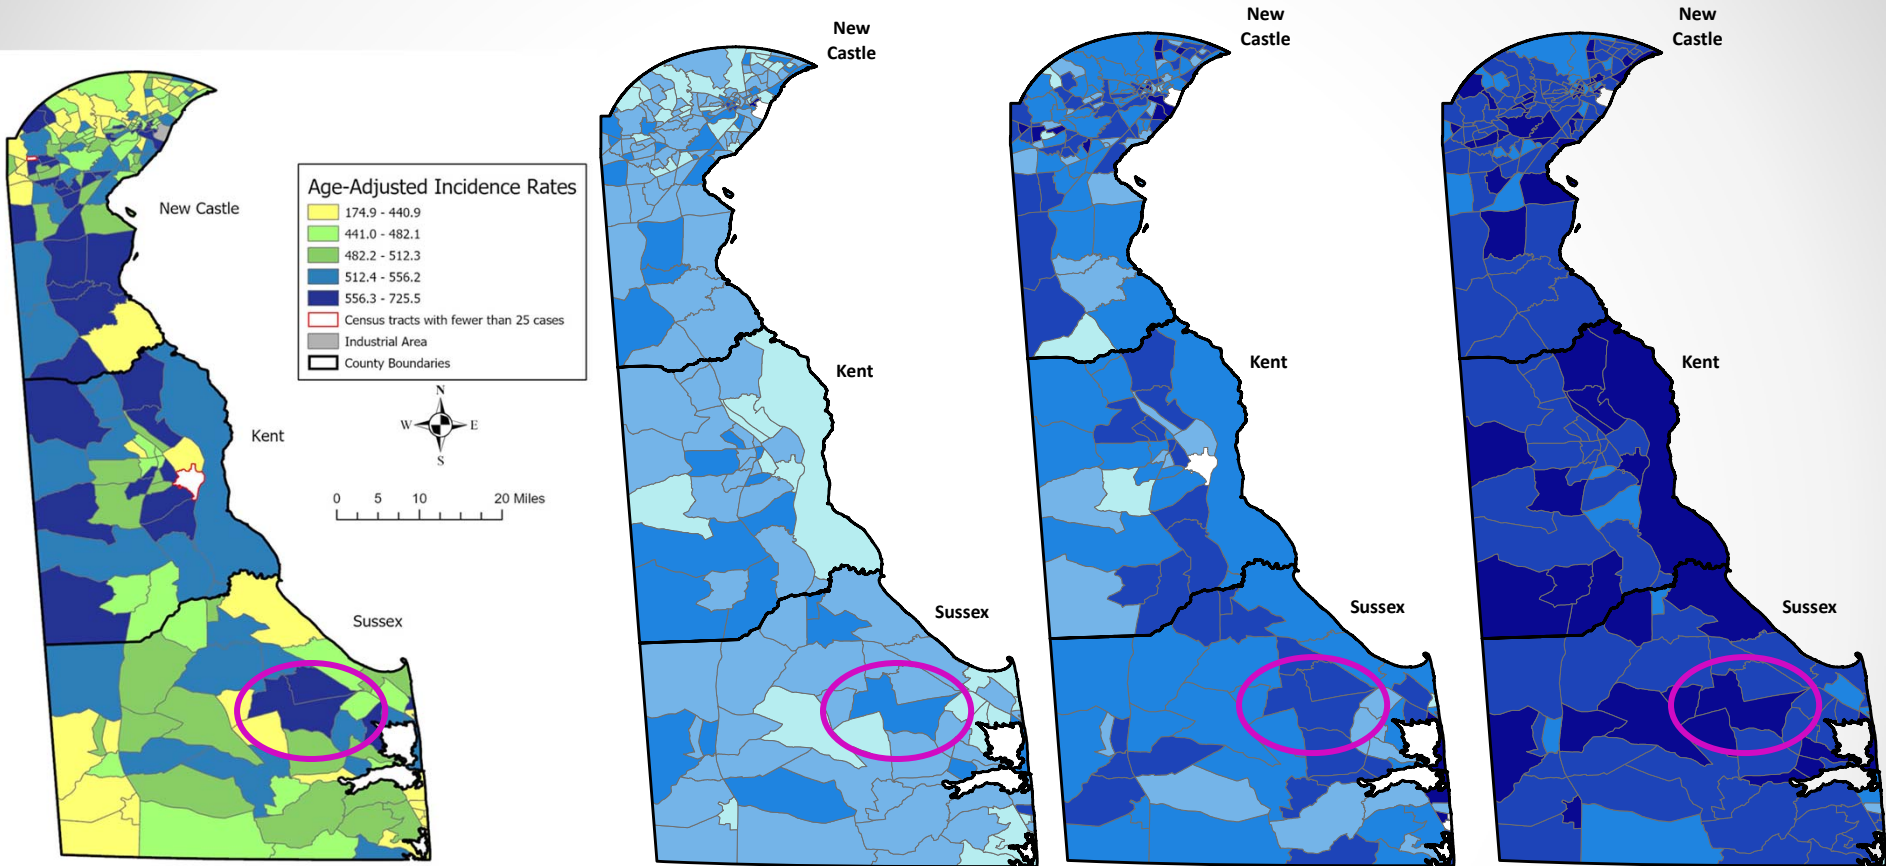 New Castle
Kent
Sussex
Age-Adjusted Incidence Rates
174.9 - 440.9
441.0 - 482.1
482.2 - 512.3
512.4 - 556.2
556.3 - 725.5
Census tracts with fewer than 25 cases
Industrial Area
County Boundaries
N
W E
S
0 5 10 20 Miles
New
Castle
Kent
Sussex
New
Castle
Kent
Sussex
New
Castle
Kent
Sussex